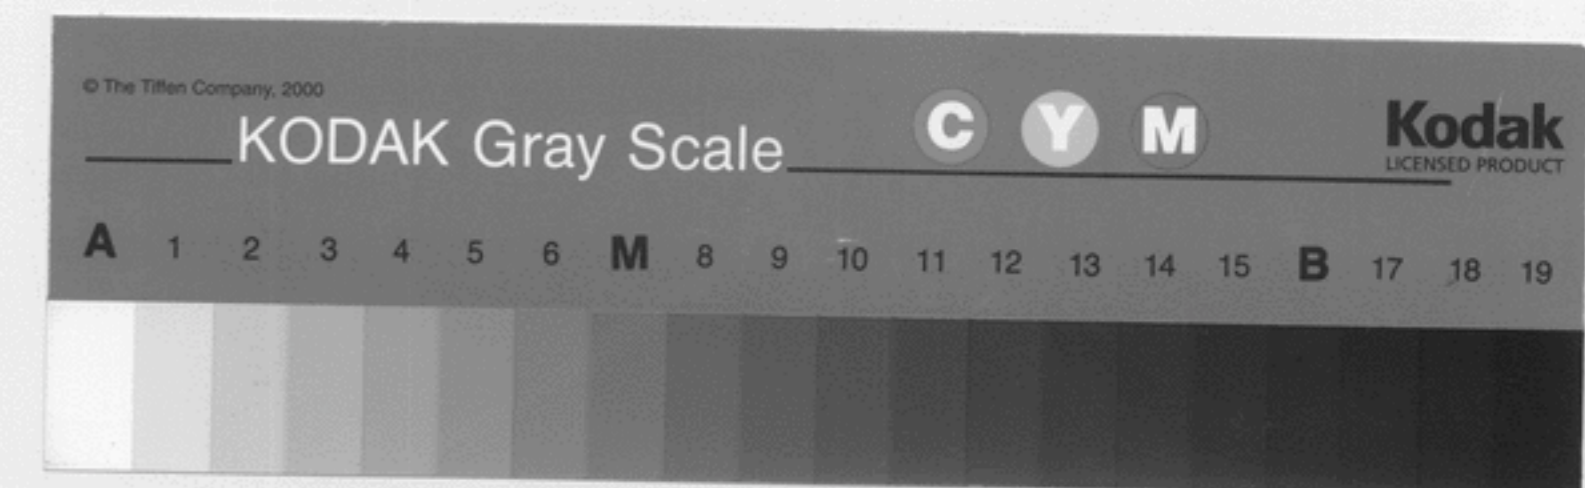 © The Tiffen Company, 2000
KODAK Gray Scale
C Y M
Kodak
LICENSED PRODUCT
A 1 2 3 4 5 6 M 8 9 10 11 12 13 14 15 B 17 18 19